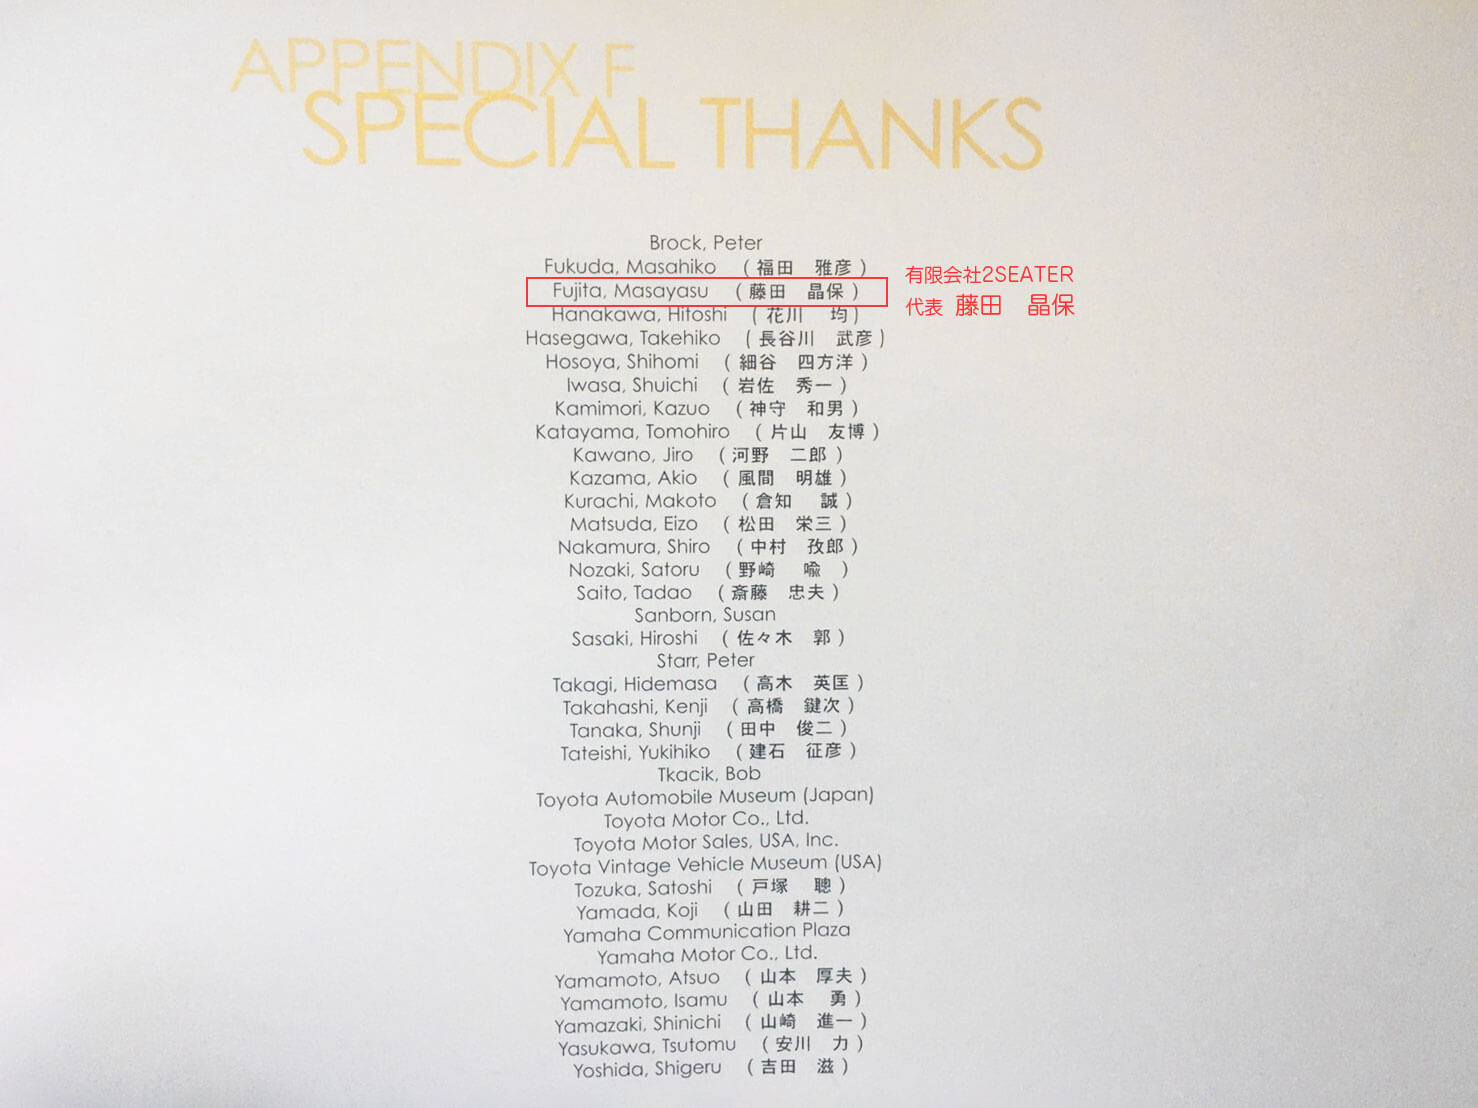 APPENDIX F
SPECIAL THANKS
Brock, Peter
Fukuda, Masahiko （福田　雅彦）
Fujita, Masayasu （藤田　晶保）
有限会社2SEATER
代表 藤田　晶保
Hanakawa, Hitoshi （花川　均）
Hasegawa, Takehiko （長谷川　武彦）
Hosoya, Shihomi （細谷　四方洋）
Iwasa, Shuichi （岩佐　秀一）
Kamimori, Kazuo （神守　和男）
Katayama, Tomohiro （片山　友博）
Kawano, Jiro （河野　二郎）
Kazama, Akio （風間　明雄）
Kurachi, Makoto （倉知　誠）
Matsuda, Eizo （松田　栄三）
Nakamura, Shiro （中村　孜郎）
Nozaki, Satoru （野崎　喩　）
Saito, Tadao （斎藤　忠夫）
Sanborn, Susan
Sasaki, Hiroshi （佐々木　郭）
Starr, Peter
Takagi, Hidemasa （高木　英匡）
Takahashi, Kenji （高橋　鍵次）
Tanaka, Shunji （田中　俊二）
Tateishi, Yukihiko （建石　征彦）
Tkacik, Bob
Toyota Automobile Museum (Japan)
Toyota Motor Co., Ltd.
Toyota Motor Sales, USA, Inc.
Toyota Vintage Vehicle Museum (USA)
Tozuka, Satoshi （戸塚　聰）
Yamada, Koji （山田　耕二）
Yamaha Communication Plaza
Yamaha Motor Co., Ltd.
Yamamoto, Atsuo （山本　厚夫）
Yamamoto, Isamu （山本　勇）
Yamazaki, Shinichi （山崎　進一）
Yasukawa, Tsutomu （安川　力）
Yoshida, Shigeru （吉田　滋）